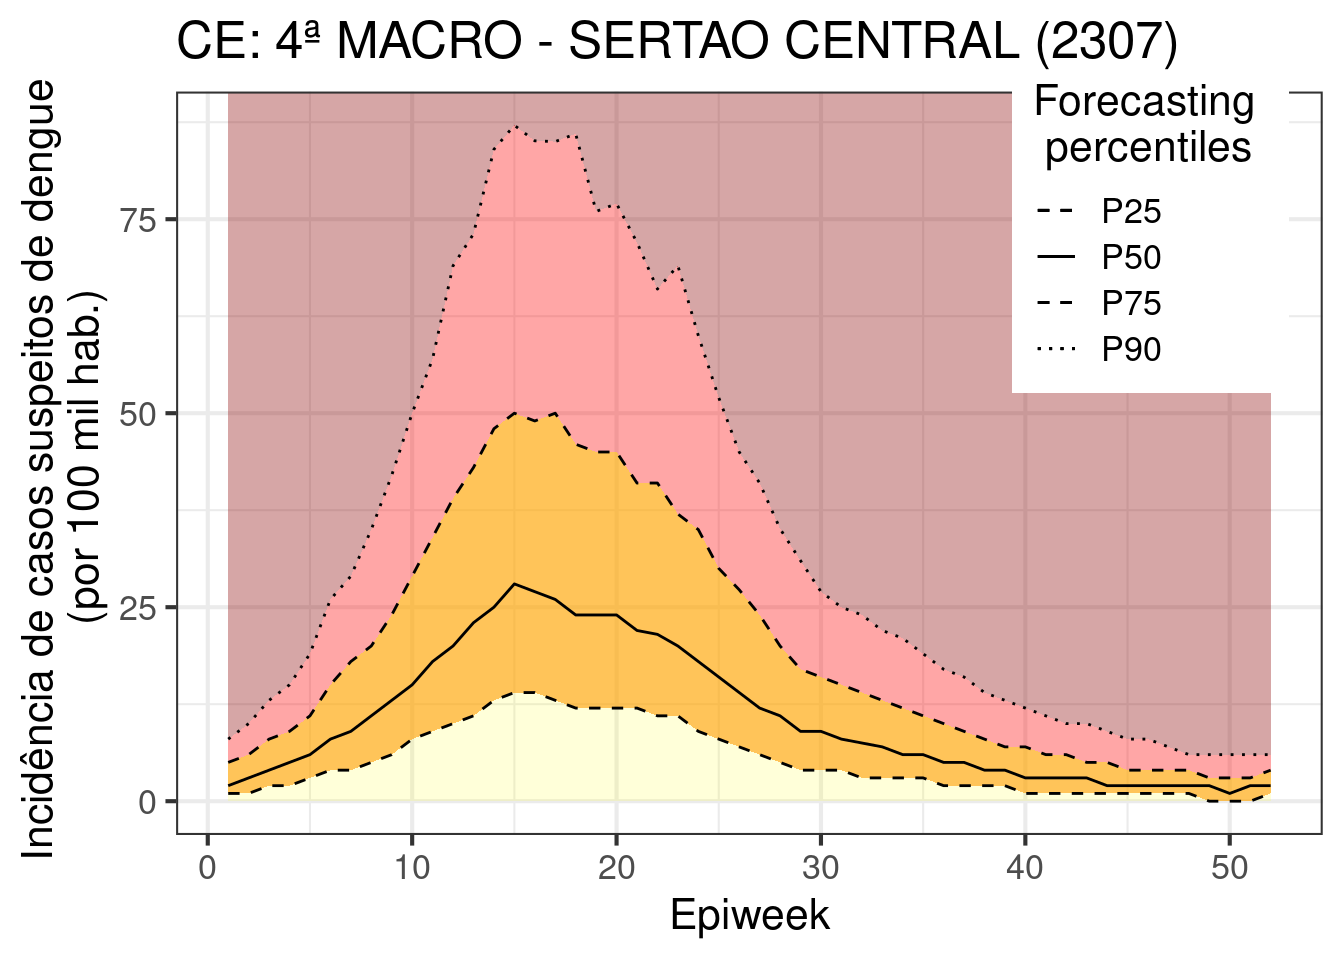 CE: 4ª MACRO - SERTAO CENTRAL (2307)
Incidência de casos suspeitos de dengue
(por 100 mil hab.)
75
50
25
0
Forecasting
percentiles
P25
P50
P75
P90
0 10 20 30 40 50
Epiweek